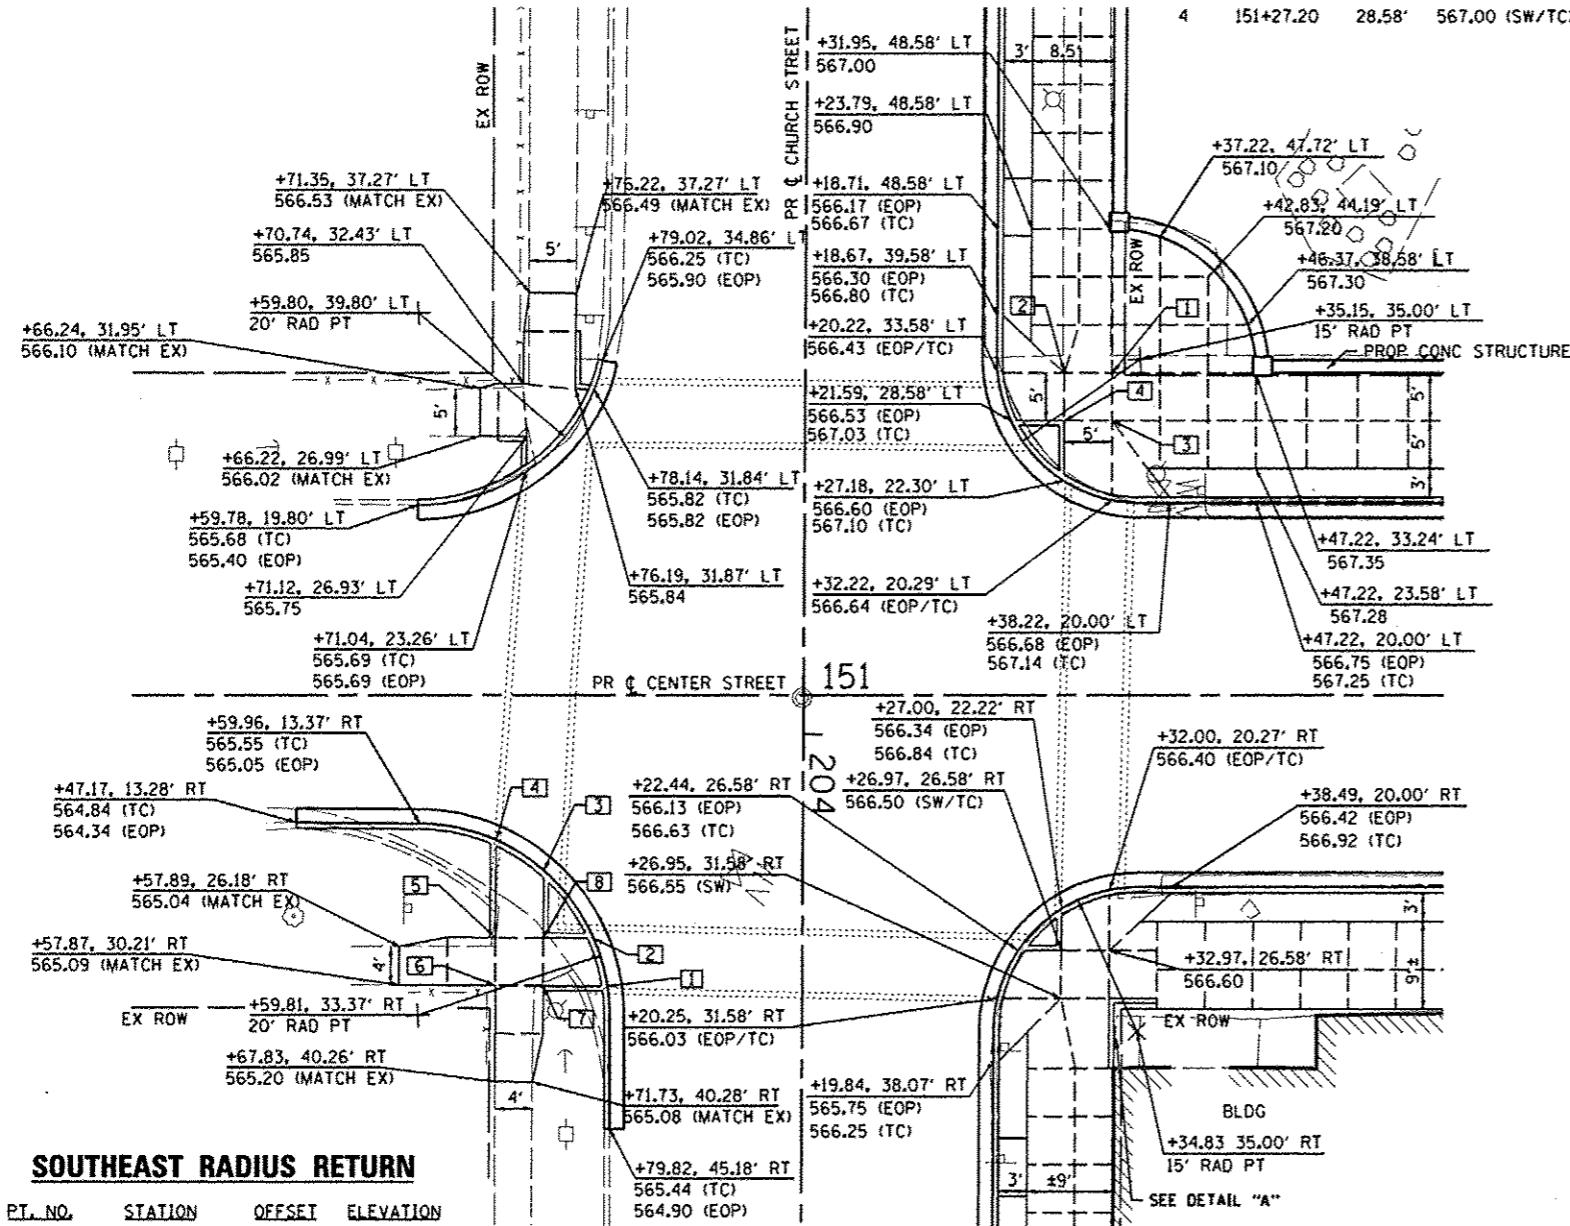 4 151+27.20 28.58' 567.00 (SW/TC)
EX ROW
PR ℄ CHURCH STREET
+31.95, 48.58' LT
567.00
3' 8.5'
+23.79, 48.58' LT
566.90
+37.22, 47.72' LT
567.10
+71.35, 37.27' LT
566.53 (MATCH EX)
+75.22, 37.27' LT
566.49 (MATCH EX)
+18.71, 48.58' LT
566.17 (EOP)
566.67 (TC)
+42.83, 44.19' LT
567.20
+70.74, 32.43' LT
565.85
5'
+79.02, 34.86' LT
566.25 (TC)
565.90 (EOP)
+18.67, 39.58' LT
566.30 (EOP)
566.80 (TC)
EX ROW
+46.37, 38.58' LT
567.30
+59.80, 39.80' LT
20' RAD PT
2
1
+35.15, 35.00' LT
15' RAD PT
+66.24, 31.95' LT
566.10 (MATCH EX)
+20.22, 33.58' LT
566.43 (EOP/TC)
PROP CONC STRUCTURE
5'
+21.59, 28.58' LT
566.53 (EOP)
567.03 (TC)
5'
4
5'
5'
3
5'
+66.22, 26.99' LT
566.02 (MATCH EX)
+78.14, 31.84' LT
565.82 (TC)
565.82 (EOP)
+27.18, 22.30' LT
566.60 (EOP)
567.10 (TC)
3'
+59.78, 19.80' LT
565.68 (TC)
565.40 (EOP)
+47.22, 33.24' LT
567.35
+71.12, 26.93' LT
565.75
+76.19, 31.87' LT
565.84
+32.22, 20.29' LT
566.64 (EOP/TC)
+47.22, 23.58' LT
567.28
+71.04, 23.26' LT
565.69 (TC)
565.69 (EOP)
+38.22, 20.00' LT
566.68 (EOP)
567.14 (TC)
+47.22, 20.00' LT
566.75 (EOP)
567.25 (TC)
PR ℄ CENTER STREET
151
204
+59.96, 13.37' RT
565.55 (TC)
565.05 (EOP)
+27.00, 22.22' RT
566.34 (EOP)
566.84 (TC)
+32.00, 20.27' RT
566.40 (EOP/TC)
+47.17, 13.28' RT
564.84 (TC)
564.34 (EOP)
4
3
+22.44, 26.58' RT
566.13 (EOP)
566.63 (TC)
+26.97, 26.58' RT
566.50 (SW/TC)
+38.49, 20.00' RT
566.42 (EOP)
566.92 (TC)
+57.89, 26.18' RT
565.04 (MATCH EX)
5
8
+26.95, 31.58' RT
566.55 (SW)
3'
+57.87, 30.21' RT
565.09 (MATCH EX)
4'
6
2
1
+32.97, 26.58' RT
566.60
9'±
EX ROW
+59.81, 33.37' RT
20' RAD PT
7
+20.25, 31.58' RT
566.03 (EOP/TC)
EX ROW
+67.83, 40.26' RT
565.20 (MATCH EX)
4'
+71.73, 40.28' RT
565.08 (MATCH EX)
+19.84, 38.07' RT
565.75 (EOP)
566.25 (TC)
BLDG
+34.83 35.00' RT
15' RAD PT
SOUTHEAST RADIUS RETURN
+79.82, 45.18' RT
565.44 (TC)
564.90 (EOP)
3' ±9'
SEE DETAIL "A"
PT. NO. STATION OFFSET ELEVATION